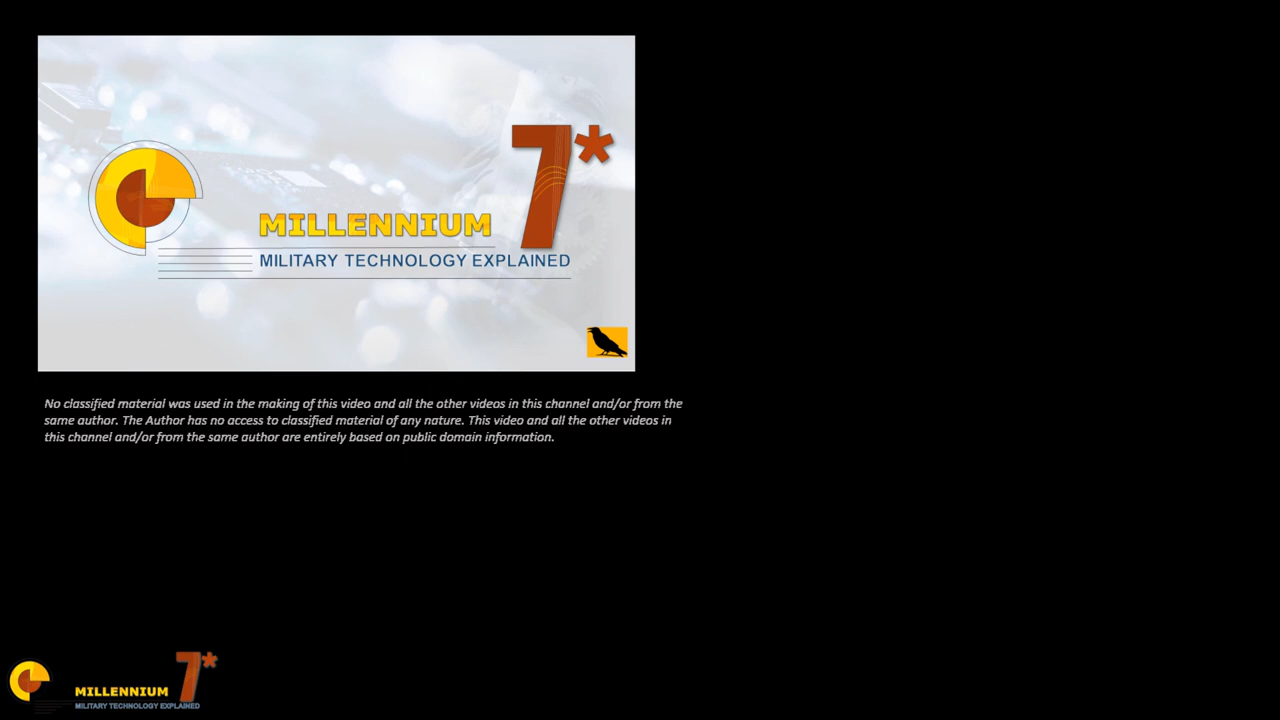 7*
MILLENNIUM
MILITARY TECHNOLOGY EXPLAINED
No classified material was used in the making of this video and all the other videos in this channel and/or from the
same author. The Author has no access to classified material of any nature. This video and all the other videos in
this channel and/or from the same author are entirely based on public domain information.
7*
MILLENNIUM
MILITARY TECHNOLOGY EXPLAINED